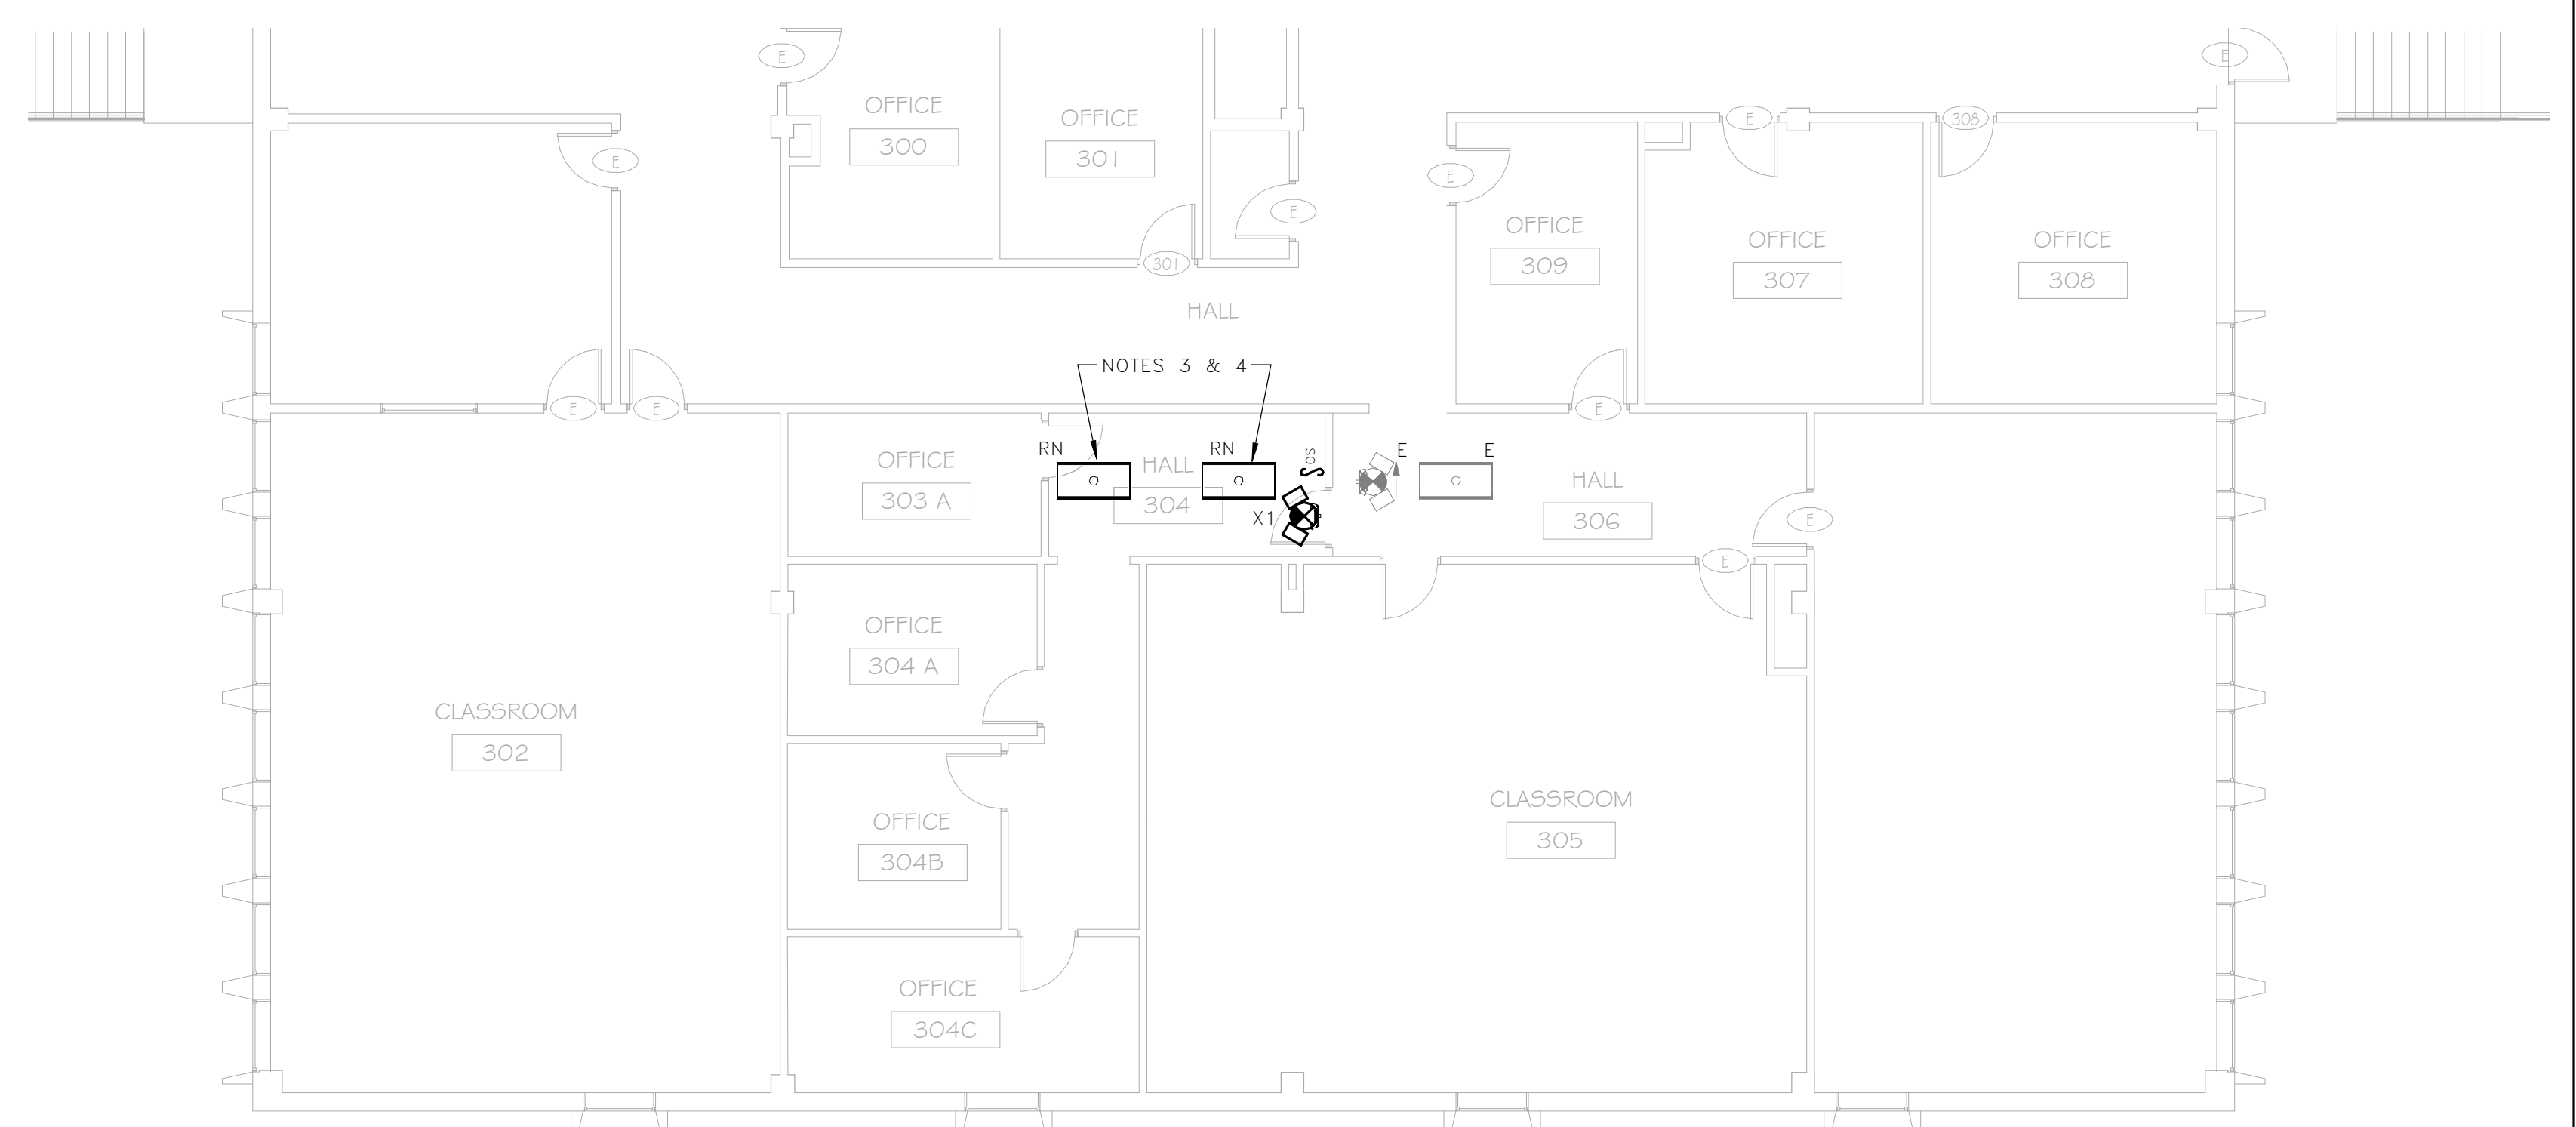 E
E
OFFICE
300
OFFICE
301
E
308
E
E
E
OFFICE
309
OFFICE
307
OFFICE
308
301
HALL
NOTES 3 & 4
E
E
E
RN
RN
OS
E
E
OFFICE
303 A
HALL
304
X1
HALL
306
E
E
OFFICE
304 A
CLASSROOM
302
CLASSROOM
305
OFFICE
304B
OFFICE
304C